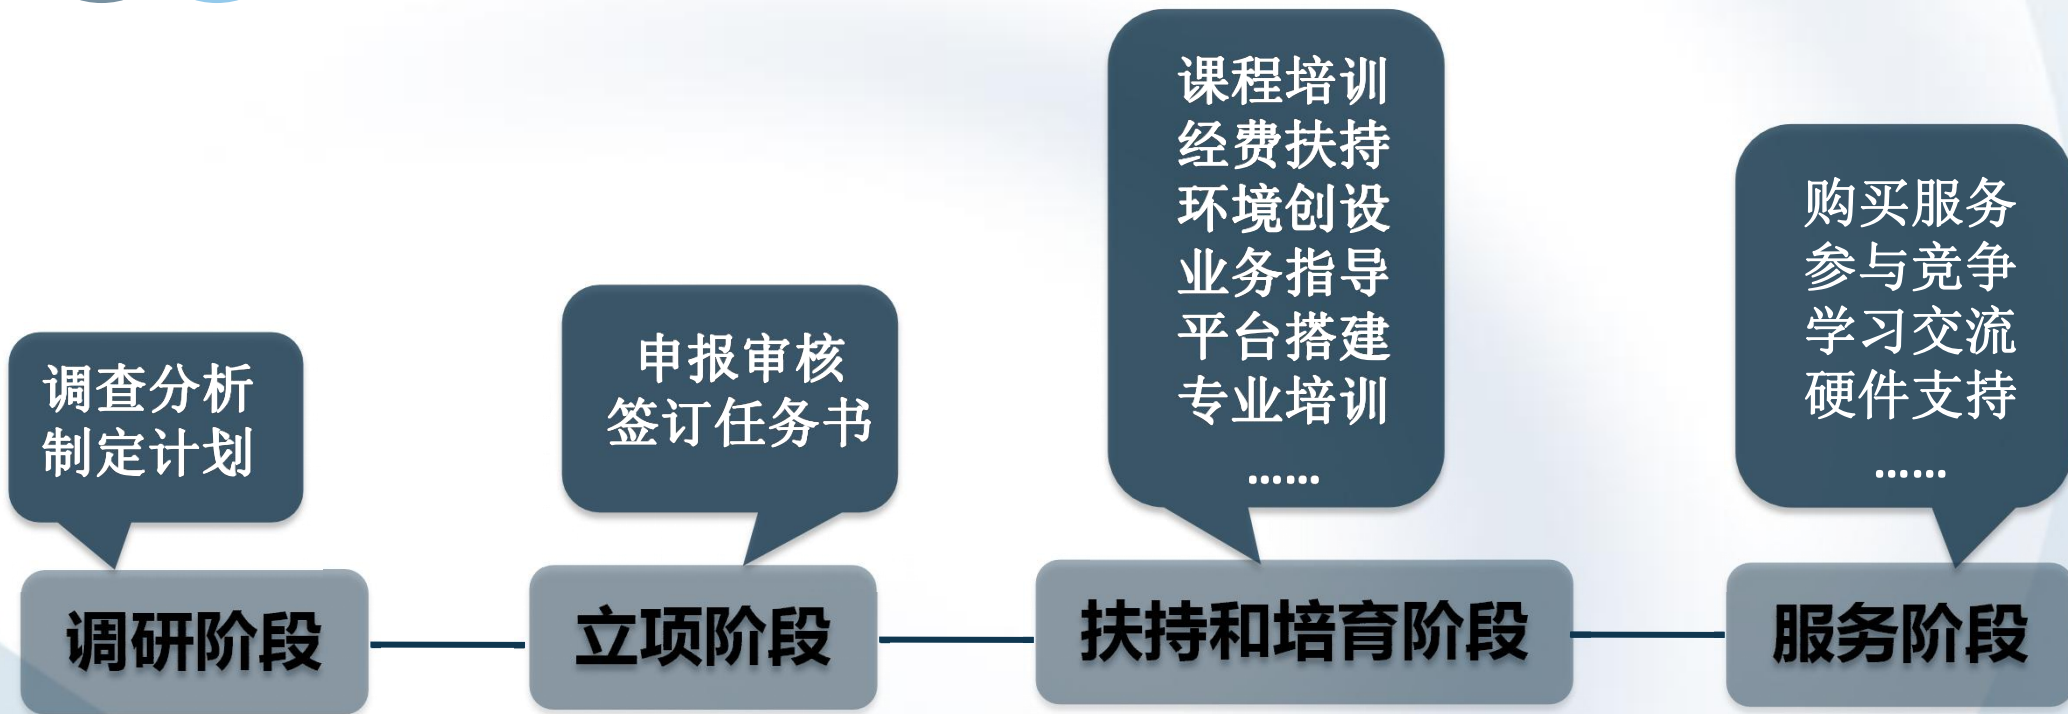 调查分析
制定计划
调研阶段
申报审核
签订任务书
立项阶段
课程培训
经费扶持
环境创设
业务指导
平台搭建
专业培训
……
扶持和培育阶段
购买服务
参与竞争
学习交流
硬件支持
……
服务阶段